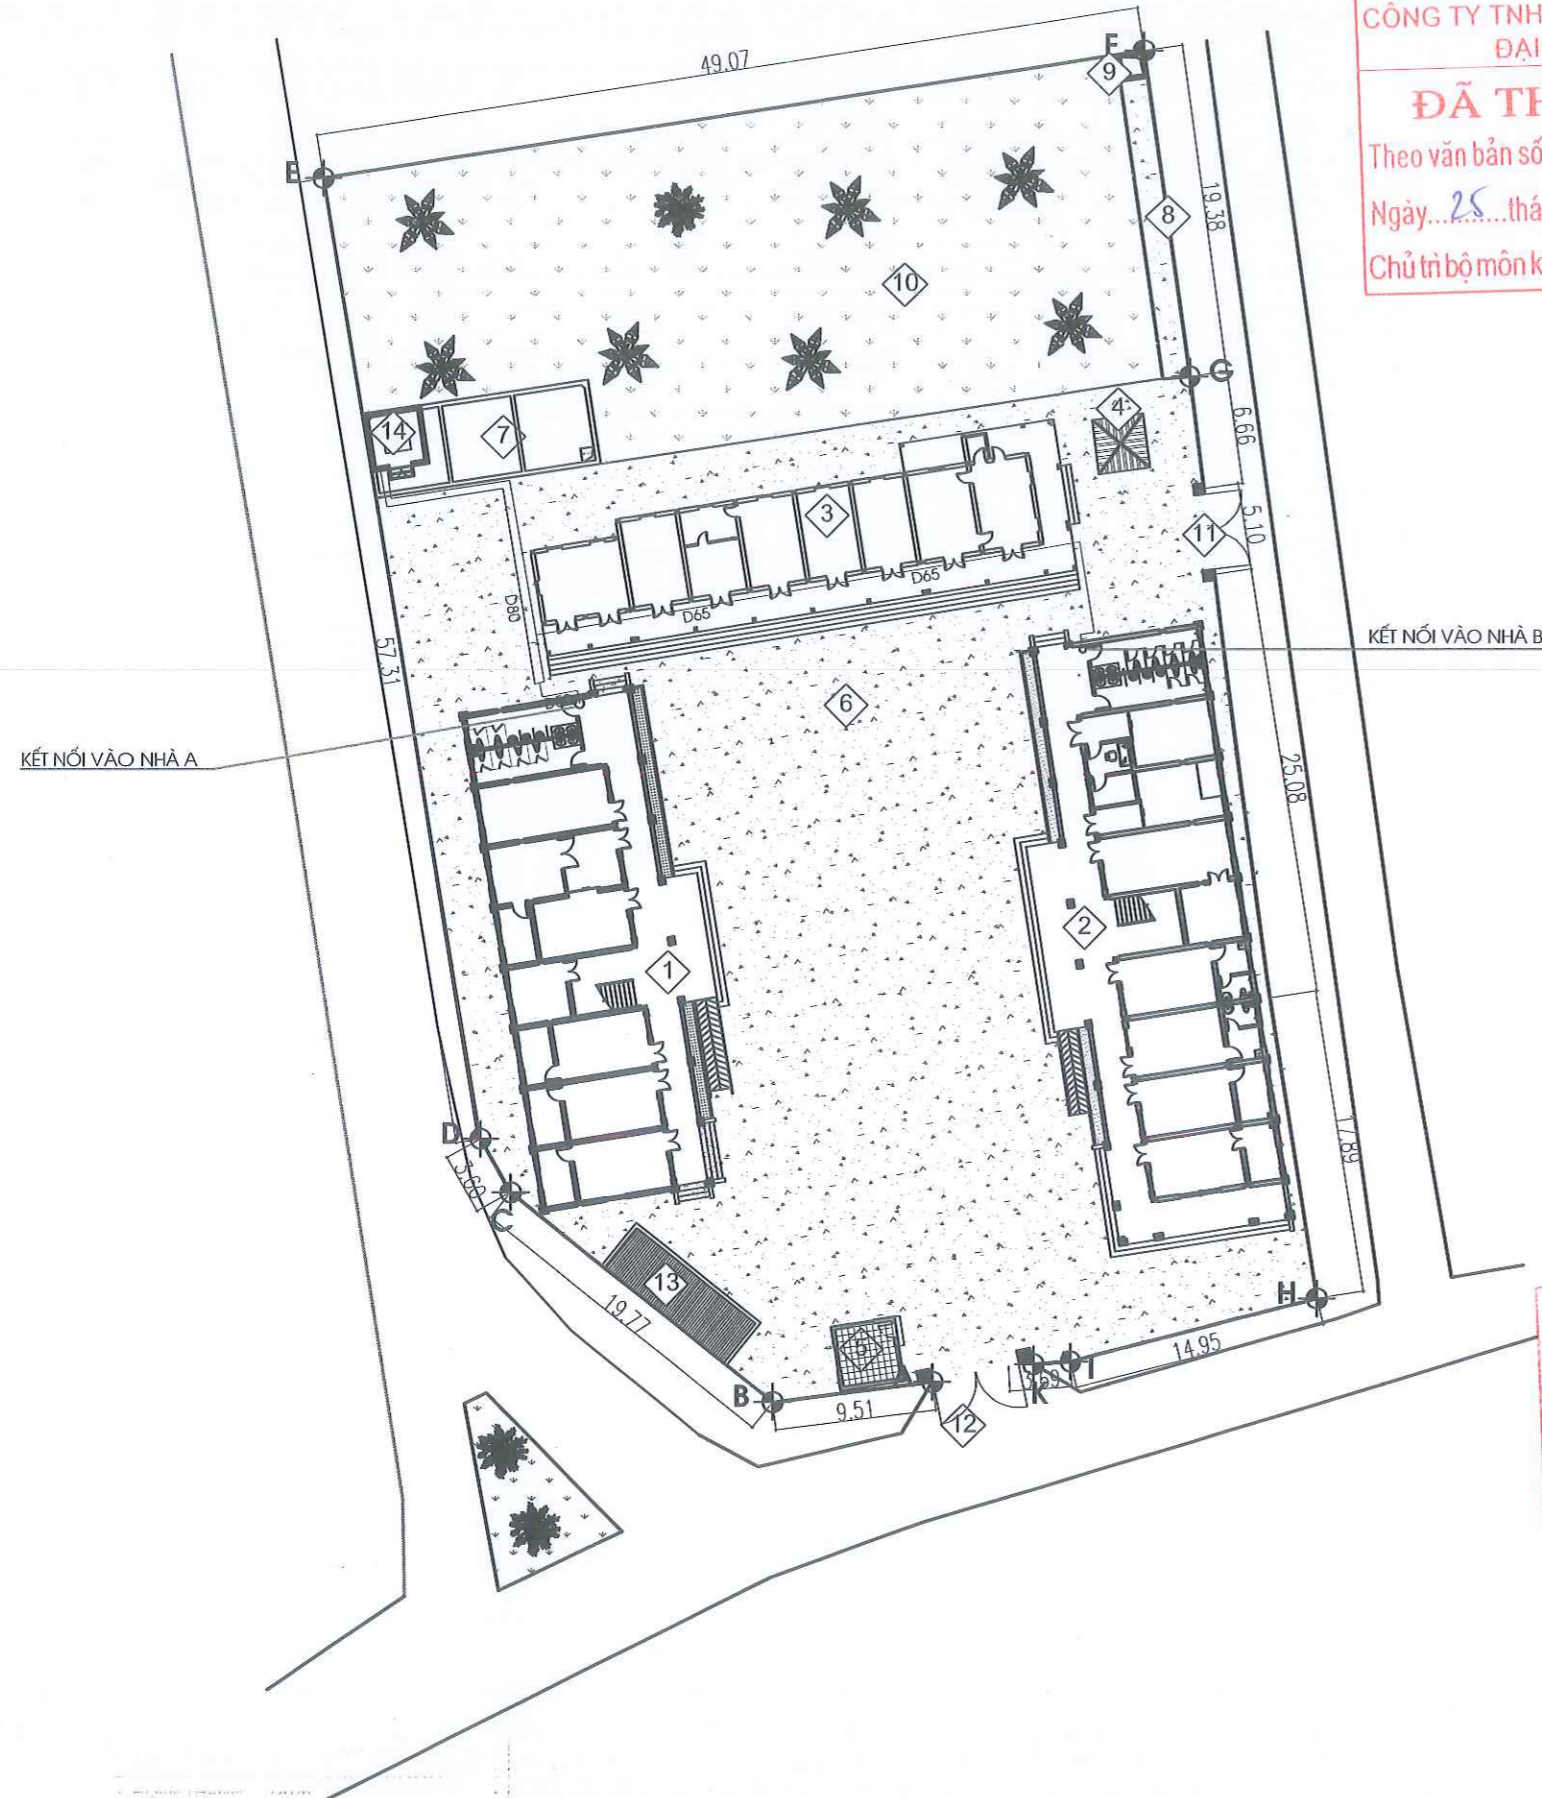 CÔNG TY TNH
ĐẠI
ĐÃ TH
Theo văn bản số
Ngày...25...thá
Chủ trì bộ môn k
49.07
F
9
E
8
19.38
10
G
4
6.66
14
7
3
11
5.10
D65
D65
D80
57.31
KẾT NỐI VÀO NHÀ B
6
KẾT NỐI VÀO NHÀ A
25.08
2
1
17.89
D
3.60
C
13
19.77
H
14.95
5
I
3.69
K
B
9.51
12